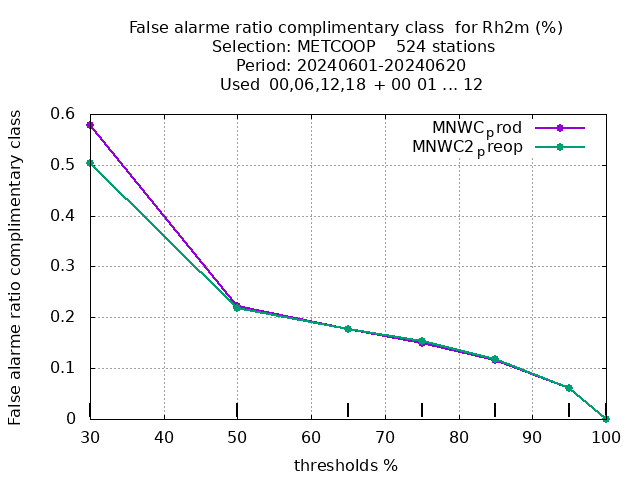 False alarme ratio complimentary class  for Rh2m (%)
Selection: METCOOP    524 stations
Period: 20240601-20240620
Used  00,06,12,18  + 00 01 ... 12
False alarme ratio complimentary class
0.6
0.5
0.4
0.3
0.2
0.1
0
MNWCprod
MNWC2preop
30 40 50 60 70 80 90 100
thresholds %